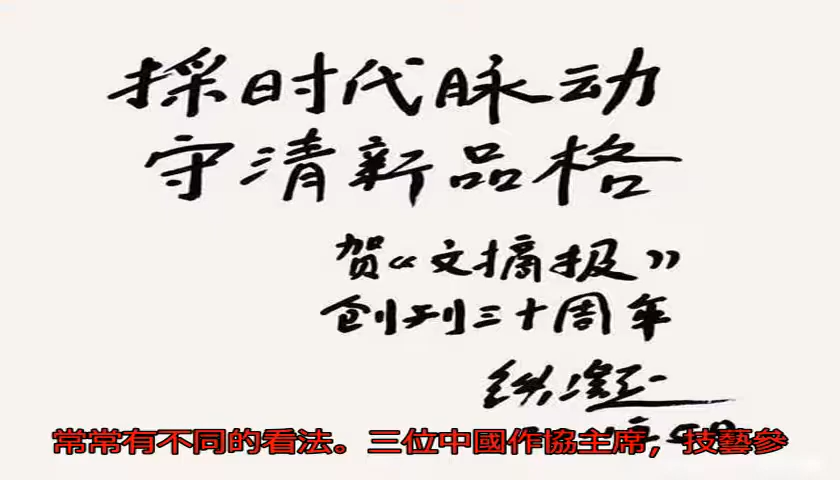 採时代脉动
守清新品格
贺《文摘报》
创刊三十周年
铁凝
常常有不同的看法。三位中國作協主席，技藝參